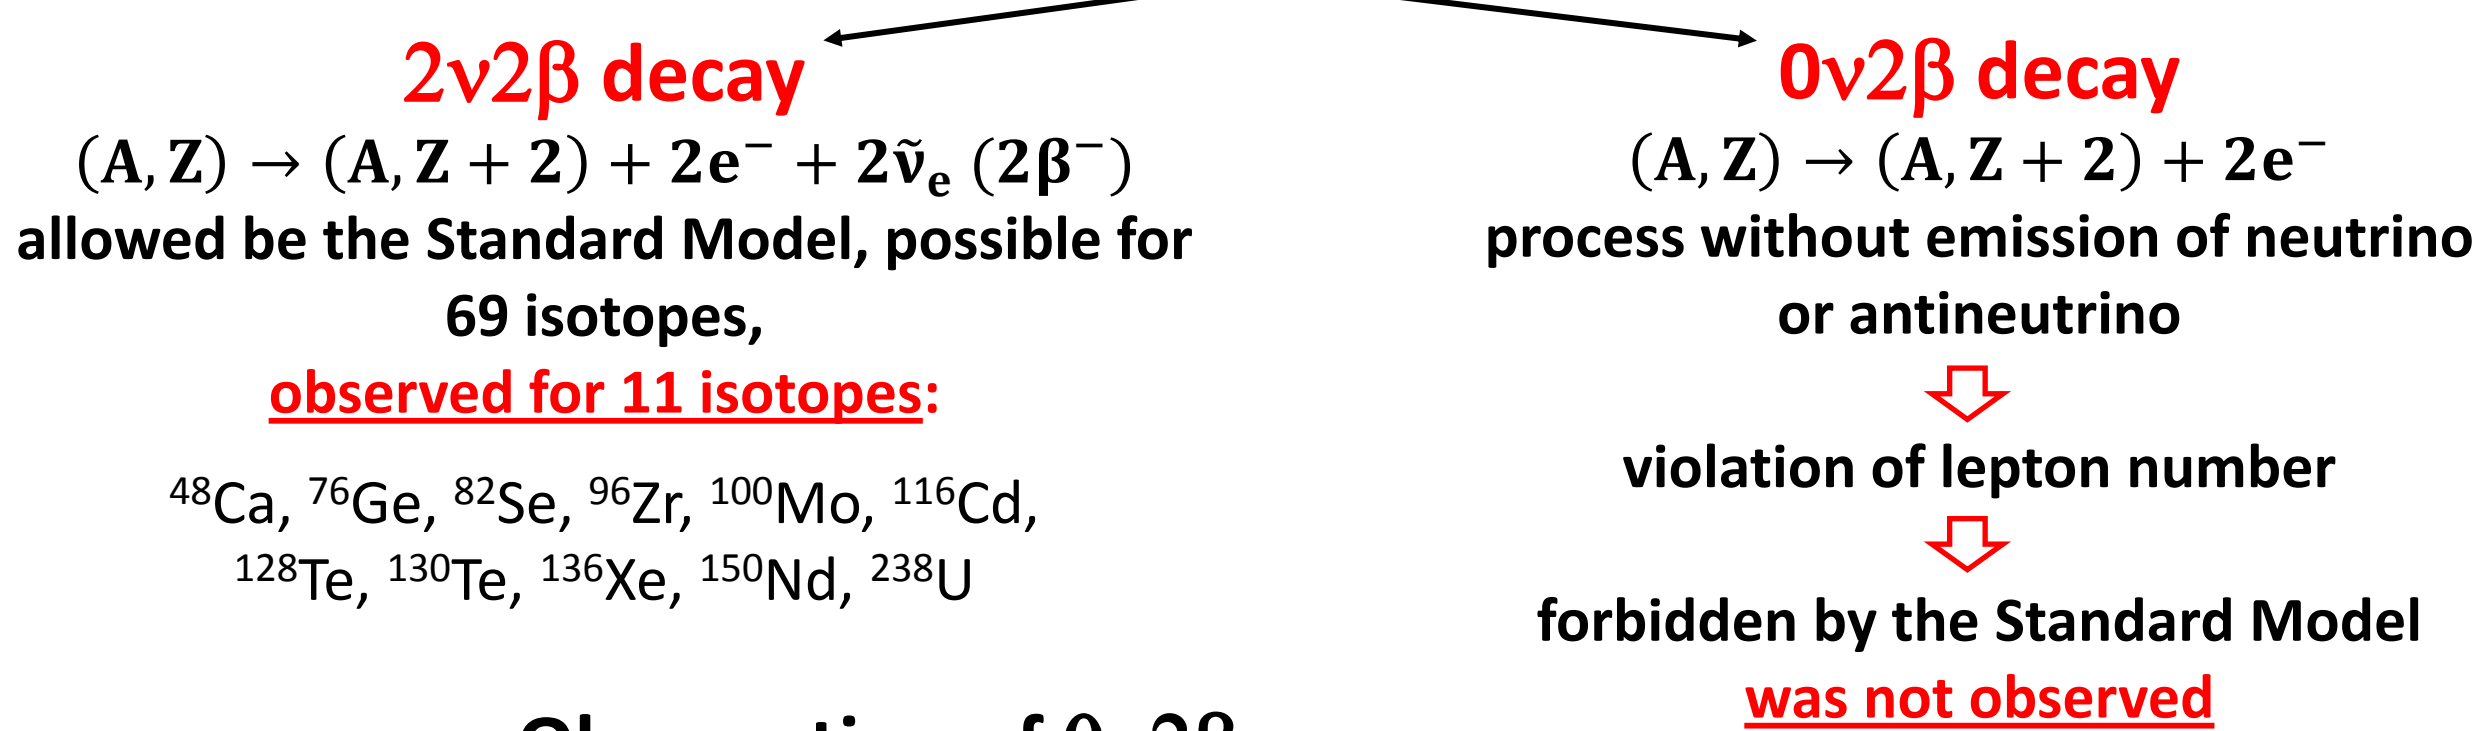 2ν2β decay
(A, Z) → (A, Z + 2) + 2e⁻ + 2ν̃ₑ (2β⁻)
allowed be the Standard Model, possible for
69 isotopes,
observed for 11 isotopes:
⁴⁸Ca, ⁷⁶Ge, ⁸²Se, ⁹⁶Zr, ¹⁰⁰Mo, ¹¹⁶Cd,
¹²⁸Te, ¹³⁰Te, ¹³⁶Xe, ¹⁵⁰Nd, ²³⁸U
0ν2β decay
(A, Z) → (A, Z + 2) + 2e⁻
process without emission of neutrino
or antineutrino
violation of lepton number
forbidden by the Standard Model
was not observed